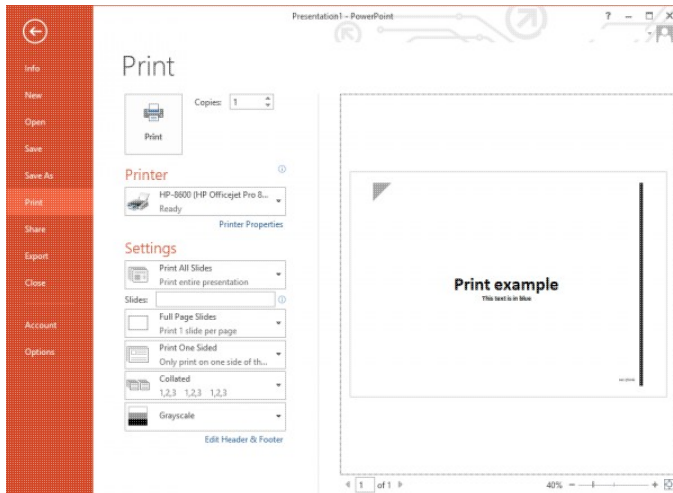 Presentation1 - PowerPoint
?
Info
New
Open
Save
Save As
Print
Share
Export
Close
Account
Options
Print
Print
Copies: 1
Printer
HP-8600 (HP Officejet Pro 8...
Ready
Printer Properties
Settings
Print All Slides
Print entire presentation
Slides:
Full Page Slides
Print 1 slide per page
Print One Sided
Only print on one side of th...
Collated
1,2,3 1,2,3 1,2,3
Grayscale
Edit Header & Footer
Print example
This text is in blue
1 of 1
40%